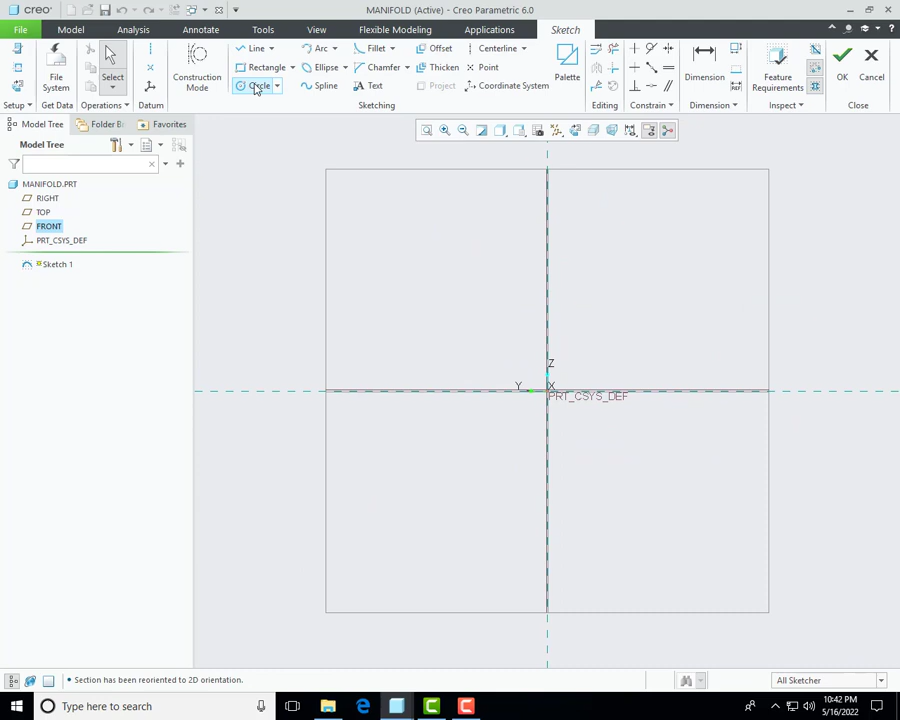 creo
MANIFOLD (Active) - Creo Parametric 6.0
File Model Analysis Annotate Tools View Flexible Modeling Applications Sketch
Line Arc Fillet Offset Centerline
Rectangle Ellipse Chamfer Thicken Point
Circle Spline Text Project Coordinate System
File System
Select
Construction Mode
Palette
Dimension
Feature Requirements
OK Cancel
Setup Get Data Operations Datum Sketching Editing Constrain Dimension Inspect Close
Model Tree Folder Br Favorites
Model Tree
MANIFOLD.PRT
RIGHT
TOP
FRONT
PRT_CSYS_DEF
Sketch 1
Z
Y X
PRT_CSYS_DEF
Section has been reoriented to 2D orientation.
All Sketcher
Type here to search
10:42 PM
5/16/2022